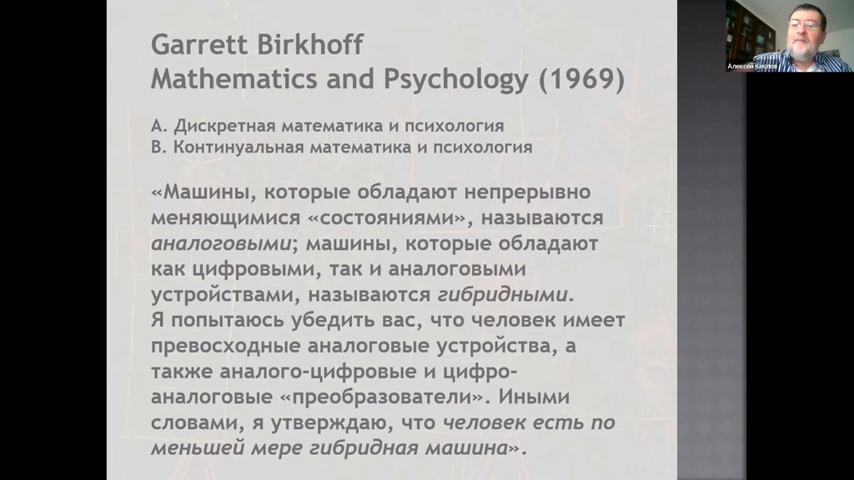 Garrett Birkhoff
Mathematics and Psychology (1969)
A. Дискретная математика и психология
B. Континуальная математика и психология
«Машины, которые обладают непрерывно
меняющимися «состояниями», называются
аналоговыми; машины, которые обладают
как цифровыми, так и аналоговыми
устройствами, называются гибридными.
Я попытаюсь убедить вас, что человек имеет
превосходные аналоговые устройства, а
также аналого-цифровые и цифро-
аналоговые «преобразователи». Иными
словами, я утверждаю, что человек есть по
меньшей мере гибридная машина».
Алексей Кислов